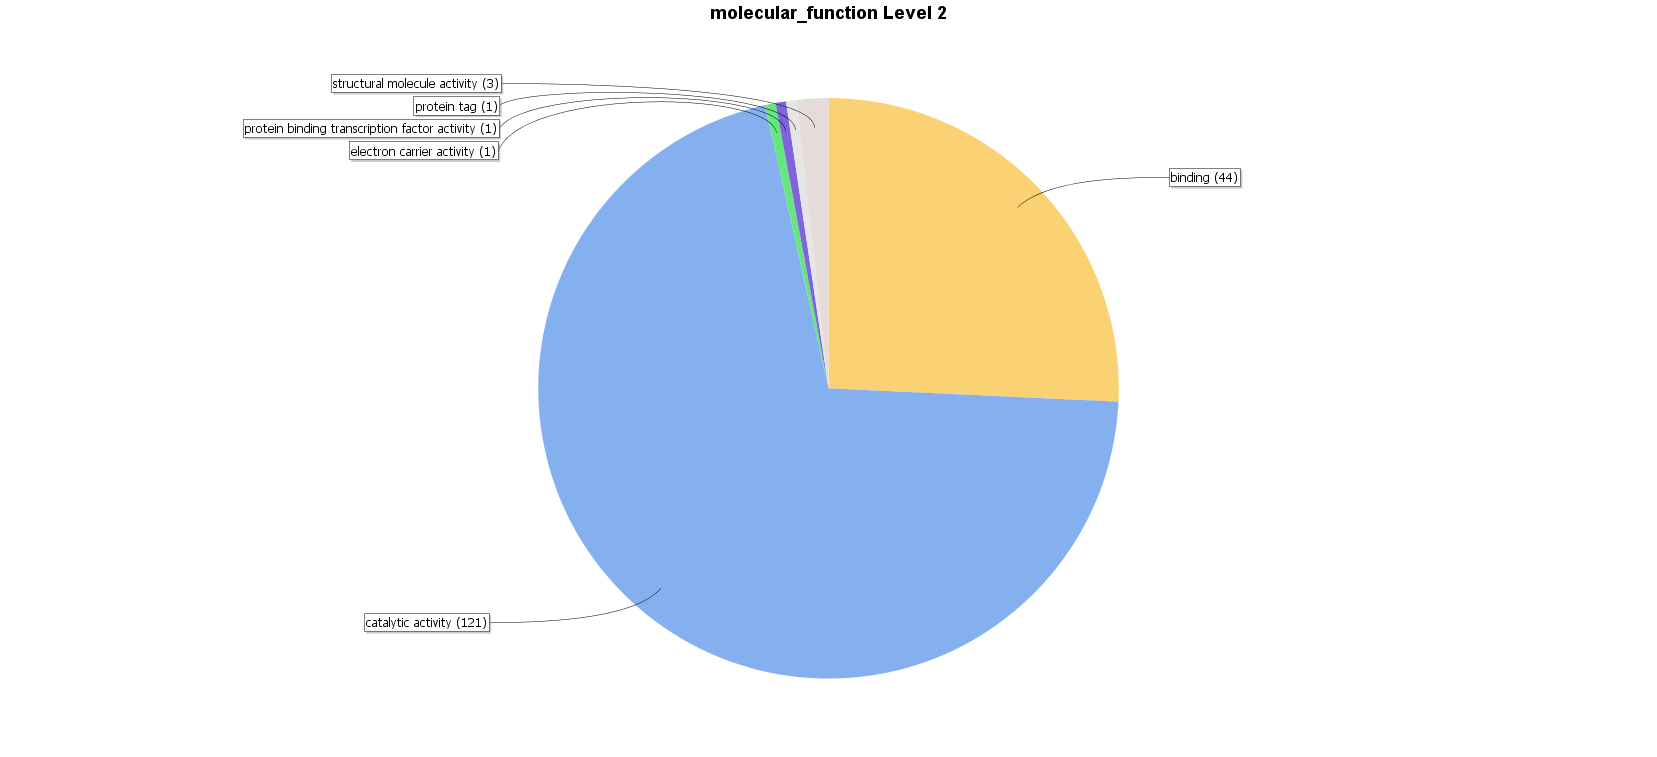 molecular_function Level 2
structural molecule activity (3)
protein tag (1)
protein binding transcription factor activity (1)
electron carrier activity (1)
binding (44)
catalytic activity (121)